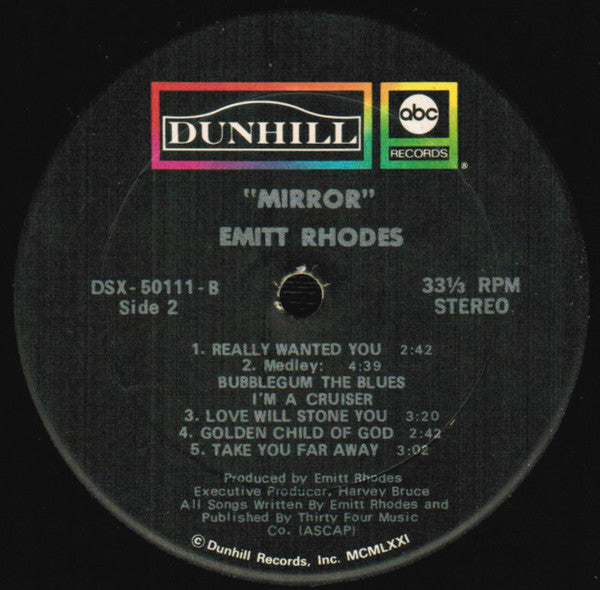 DUNHILL
abc
RECORDS
®
"MIRROR"
EMITT RHODES
DSX-50111-B
Side 2
33⅓ RPM
STEREO
1. REALLY WANTED YOU 2:42
2. Medley: 4:39
BUBBLEGUM THE BLUES
I'M A CRUISER
3. LOVE WILL STONE YOU 3:20
4. GOLDEN CHILD OF GOD 2:42
5. TAKE YOU FAR AWAY 3:02
Produced by Emitt Rhodes
Executive Producer, Harvey Bruce
All Songs Written By Emitt Rhodes and
Published By Thirty Four Music
Co. (ASCAP)
© Dunhill Records, Inc. MCMLXXI